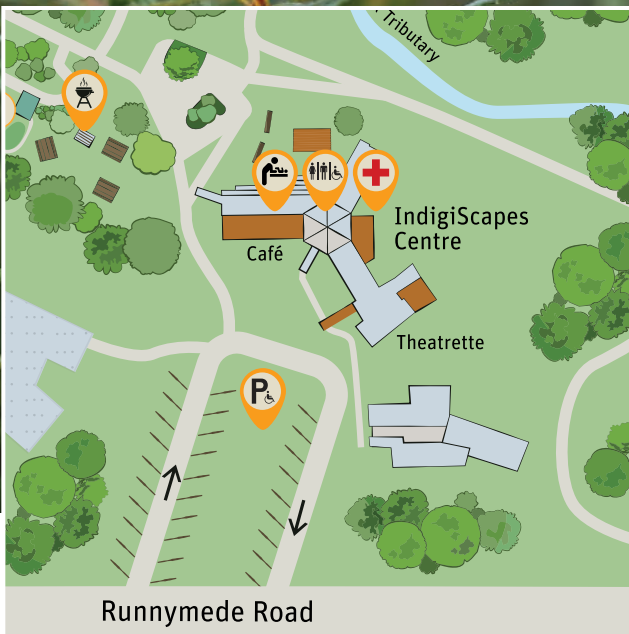 Tributary
IndigiScapes
Centre
Café
Theatrette
P
Runnymede Road